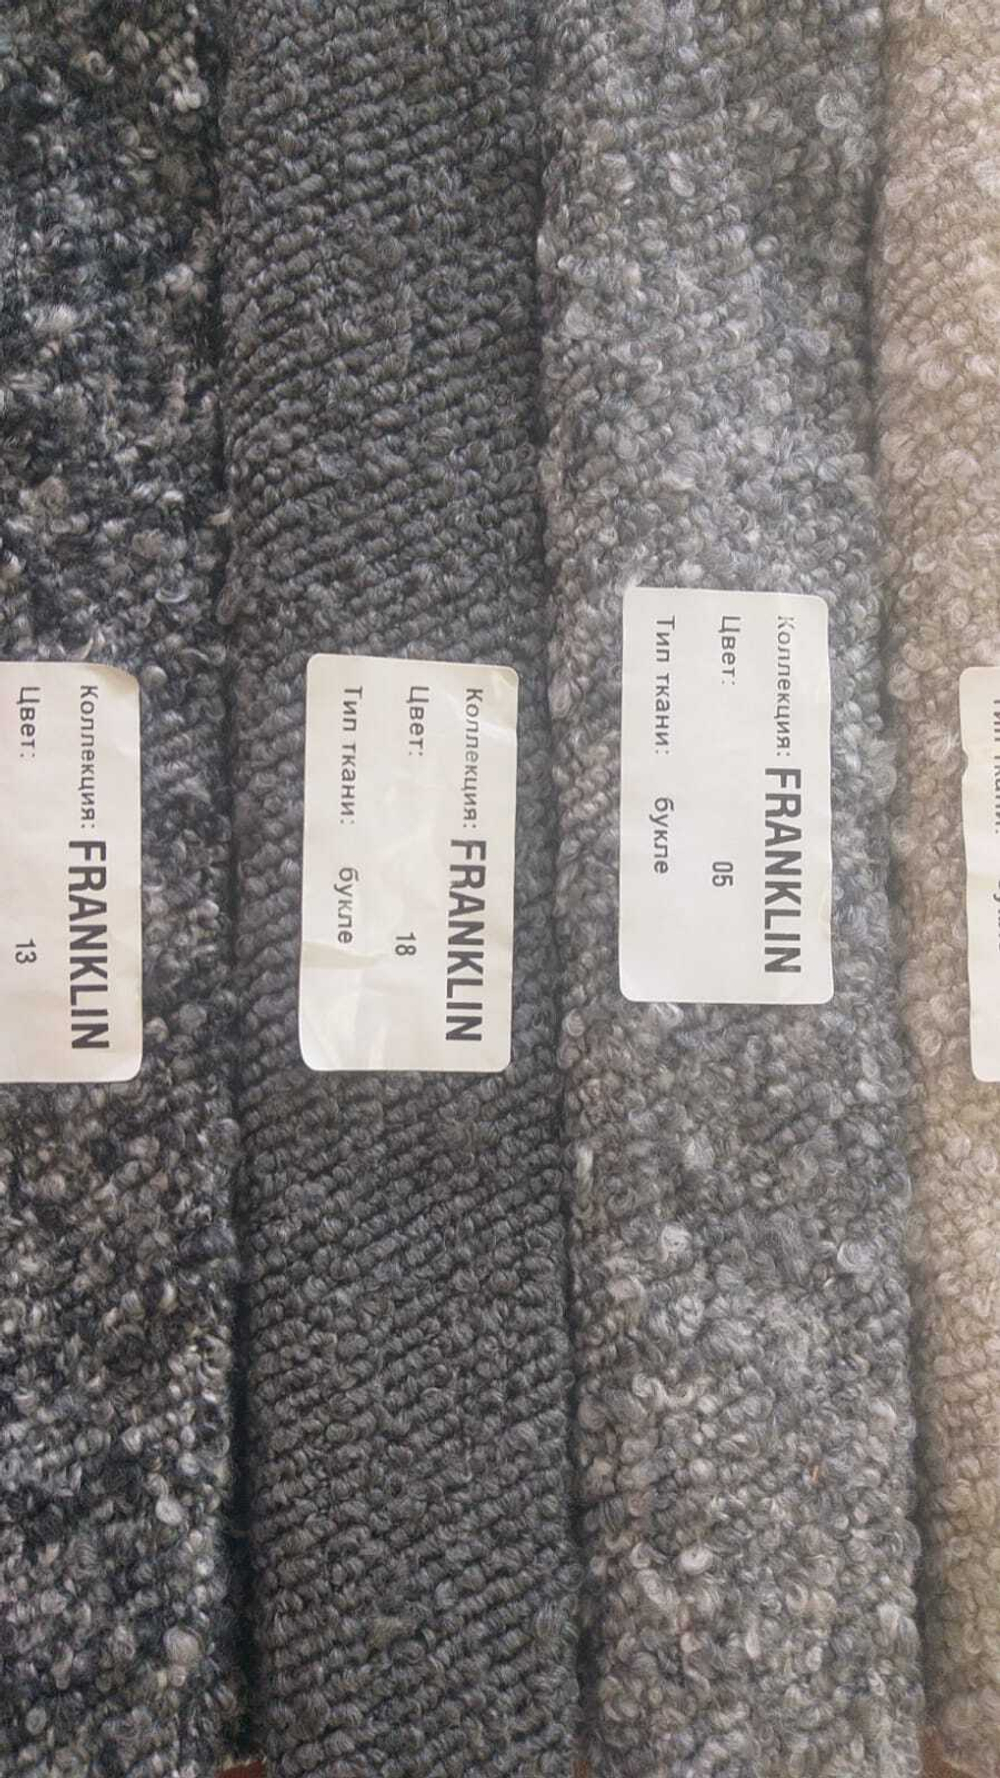 Коллекция: FRANKLIN
Цвет: 13
Коллекция: FRANKLIN
Цвет: 18
Тип ткани: букле
Коллекция: FRANKLIN
Цвет: 05
Тип ткани: букле